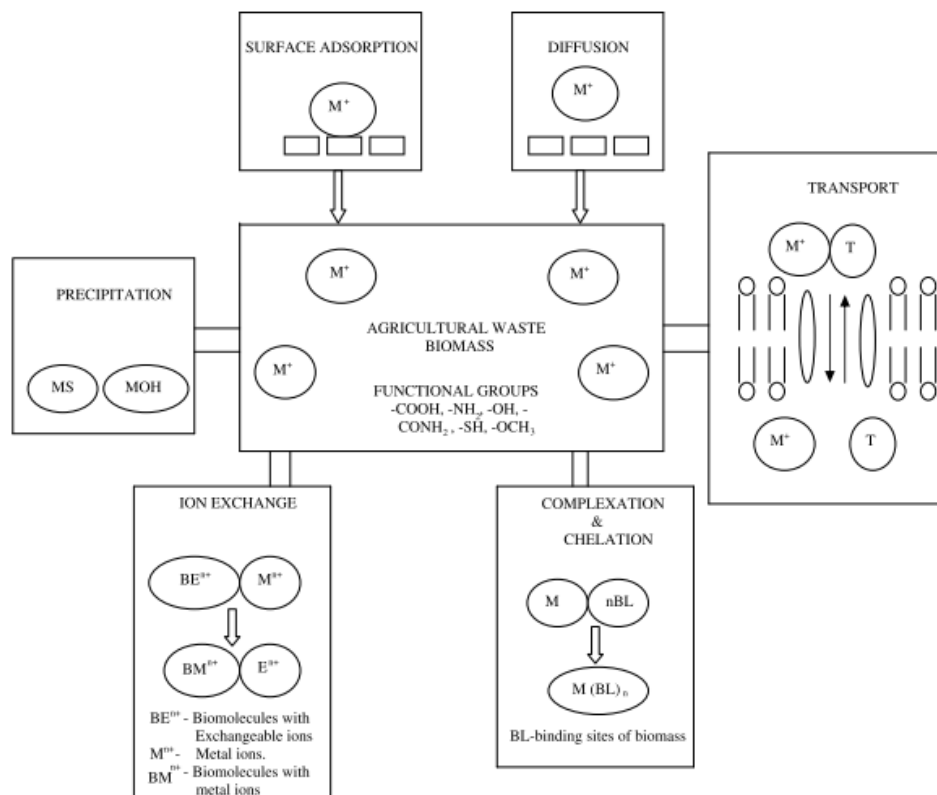 SURFACE ADSORPTION
M⁺
DIFFUSION
M⁺
TRANSPORT
M⁺
T
M⁺
T
PRECIPITATION
MS
MOH
M⁺
M⁺
AGRICULTURAL WASTE
BIOMASS
M⁺
M⁺
FUNCTIONAL GROUPS
-COOH, -NH₂, -OH, -
CONH₂ , -SH, -OCH₃
ION EXCHANGE
BEⁿ⁺
Mⁿ⁺
BMⁿ⁺
Eⁿ⁺
BEⁿ⁺ - Biomolecules with
Exchangeable ions
Mⁿ⁺- Metal ions.
BMⁿ⁺ - Biomolecules with
metal ions
COMPLEXATION
&
CHELATION
M
nBL
M (BL) ₙ
BL-binding sites of biomass